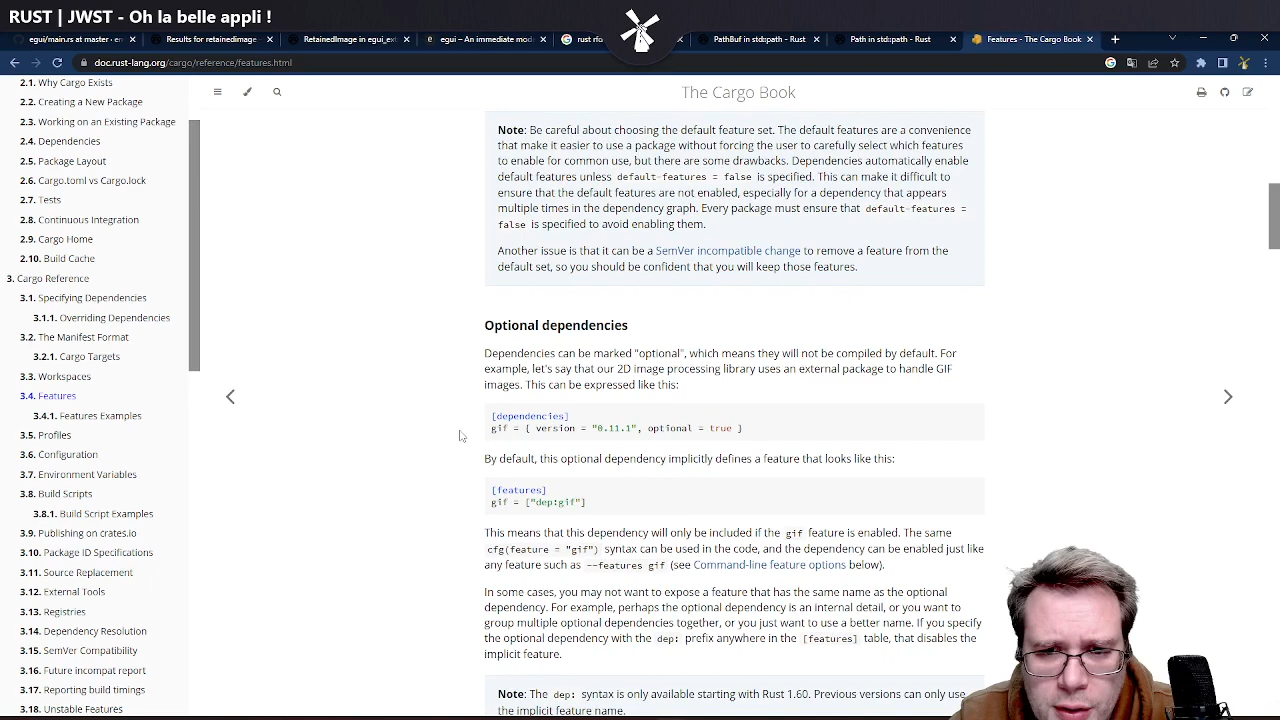 RUST | JWST - Oh la belle appli !
egui/main.rs at master · em
Results for retainedimage -
RetainedImage in egui_ext
egui – An immediate mod
PathBuf in std::path - Rust
Path in std::path - Rust
Features - The Cargo Book
doc.rust-lang.org/cargo/reference/features.html
2.1. Why Cargo Exists
2.2. Creating a New Package
2.3. Working on an Existing Package
2.4. Dependencies
2.5. Package Layout
2.6. Cargo.toml vs Cargo.lock
2.7. Tests
2.8. Continuous Integration
2.9. Cargo Home
2.10. Build Cache
3. Cargo Reference
3.1. Specifying Dependencies
3.1.1. Overriding Dependencies
3.2. The Manifest Format
3.2.1. Cargo Targets
3.3. Workspaces
3.4. Features
3.4.1. Features Examples
3.5. Profiles
3.6. Configuration
3.7. Environment Variables
3.8. Build Scripts
3.8.1. Build Script Examples
3.9. Publishing on crates.io
3.10. Package ID Specifications
3.11. Source Replacement
3.12. External Tools
3.13. Registries
3.14. Dependency Resolution
3.15. SemVer Compatibility
3.16. Future incompat report
3.17. Reporting build timings
3.18. Unstable Features
The Cargo Book
Note: Be careful about choosing the default feature set. The default features are a convenience
that make it easier to use a package without forcing the user to carefully select which features
to enable for common use, but there are some drawbacks. Dependencies automatically enable
default features unless default-features = false is specified. This can make it difficult to
ensure that the default features are not enabled, especially for a dependency that appears
multiple times in the dependency graph. Every package must ensure that default-features =
false is specified to avoid enabling them.
Another issue is that it can be a SemVer incompatible change to remove a feature from the
default set, so you should be confident that you will keep those features.
Optional dependencies
Dependencies can be marked "optional", which means they will not be compiled by default. For
example, let's say that our 2D image processing library uses an external package to handle GIF
images. This can be expressed like this:
[dependencies]
gif = { version = "0.11.1", optional = true }
By default, this optional dependency implicitly defines a feature that looks like this:
[features]
gif = ["dep:gif"]
This means that this dependency will only be included if the gif feature is enabled. The same
cfg(feature = "gif") syntax can be used in the code, and the dependency can be enabled just like
any feature such as --features gif (see Command-line feature options below).
In some cases, you may not want to expose a feature that has the same name as the optional
dependency. For example, perhaps the optional dependency is an internal detail, or you want to
group multiple optional dependencies together, or you just want to use a better name. If you specify
the optional dependency with the dep: prefix anywhere in the [features] table, that disables the
implicit feature.
Note: The dep: syntax is only available starting with Rust 1.60. Previous versions can only use
the implicit feature name.